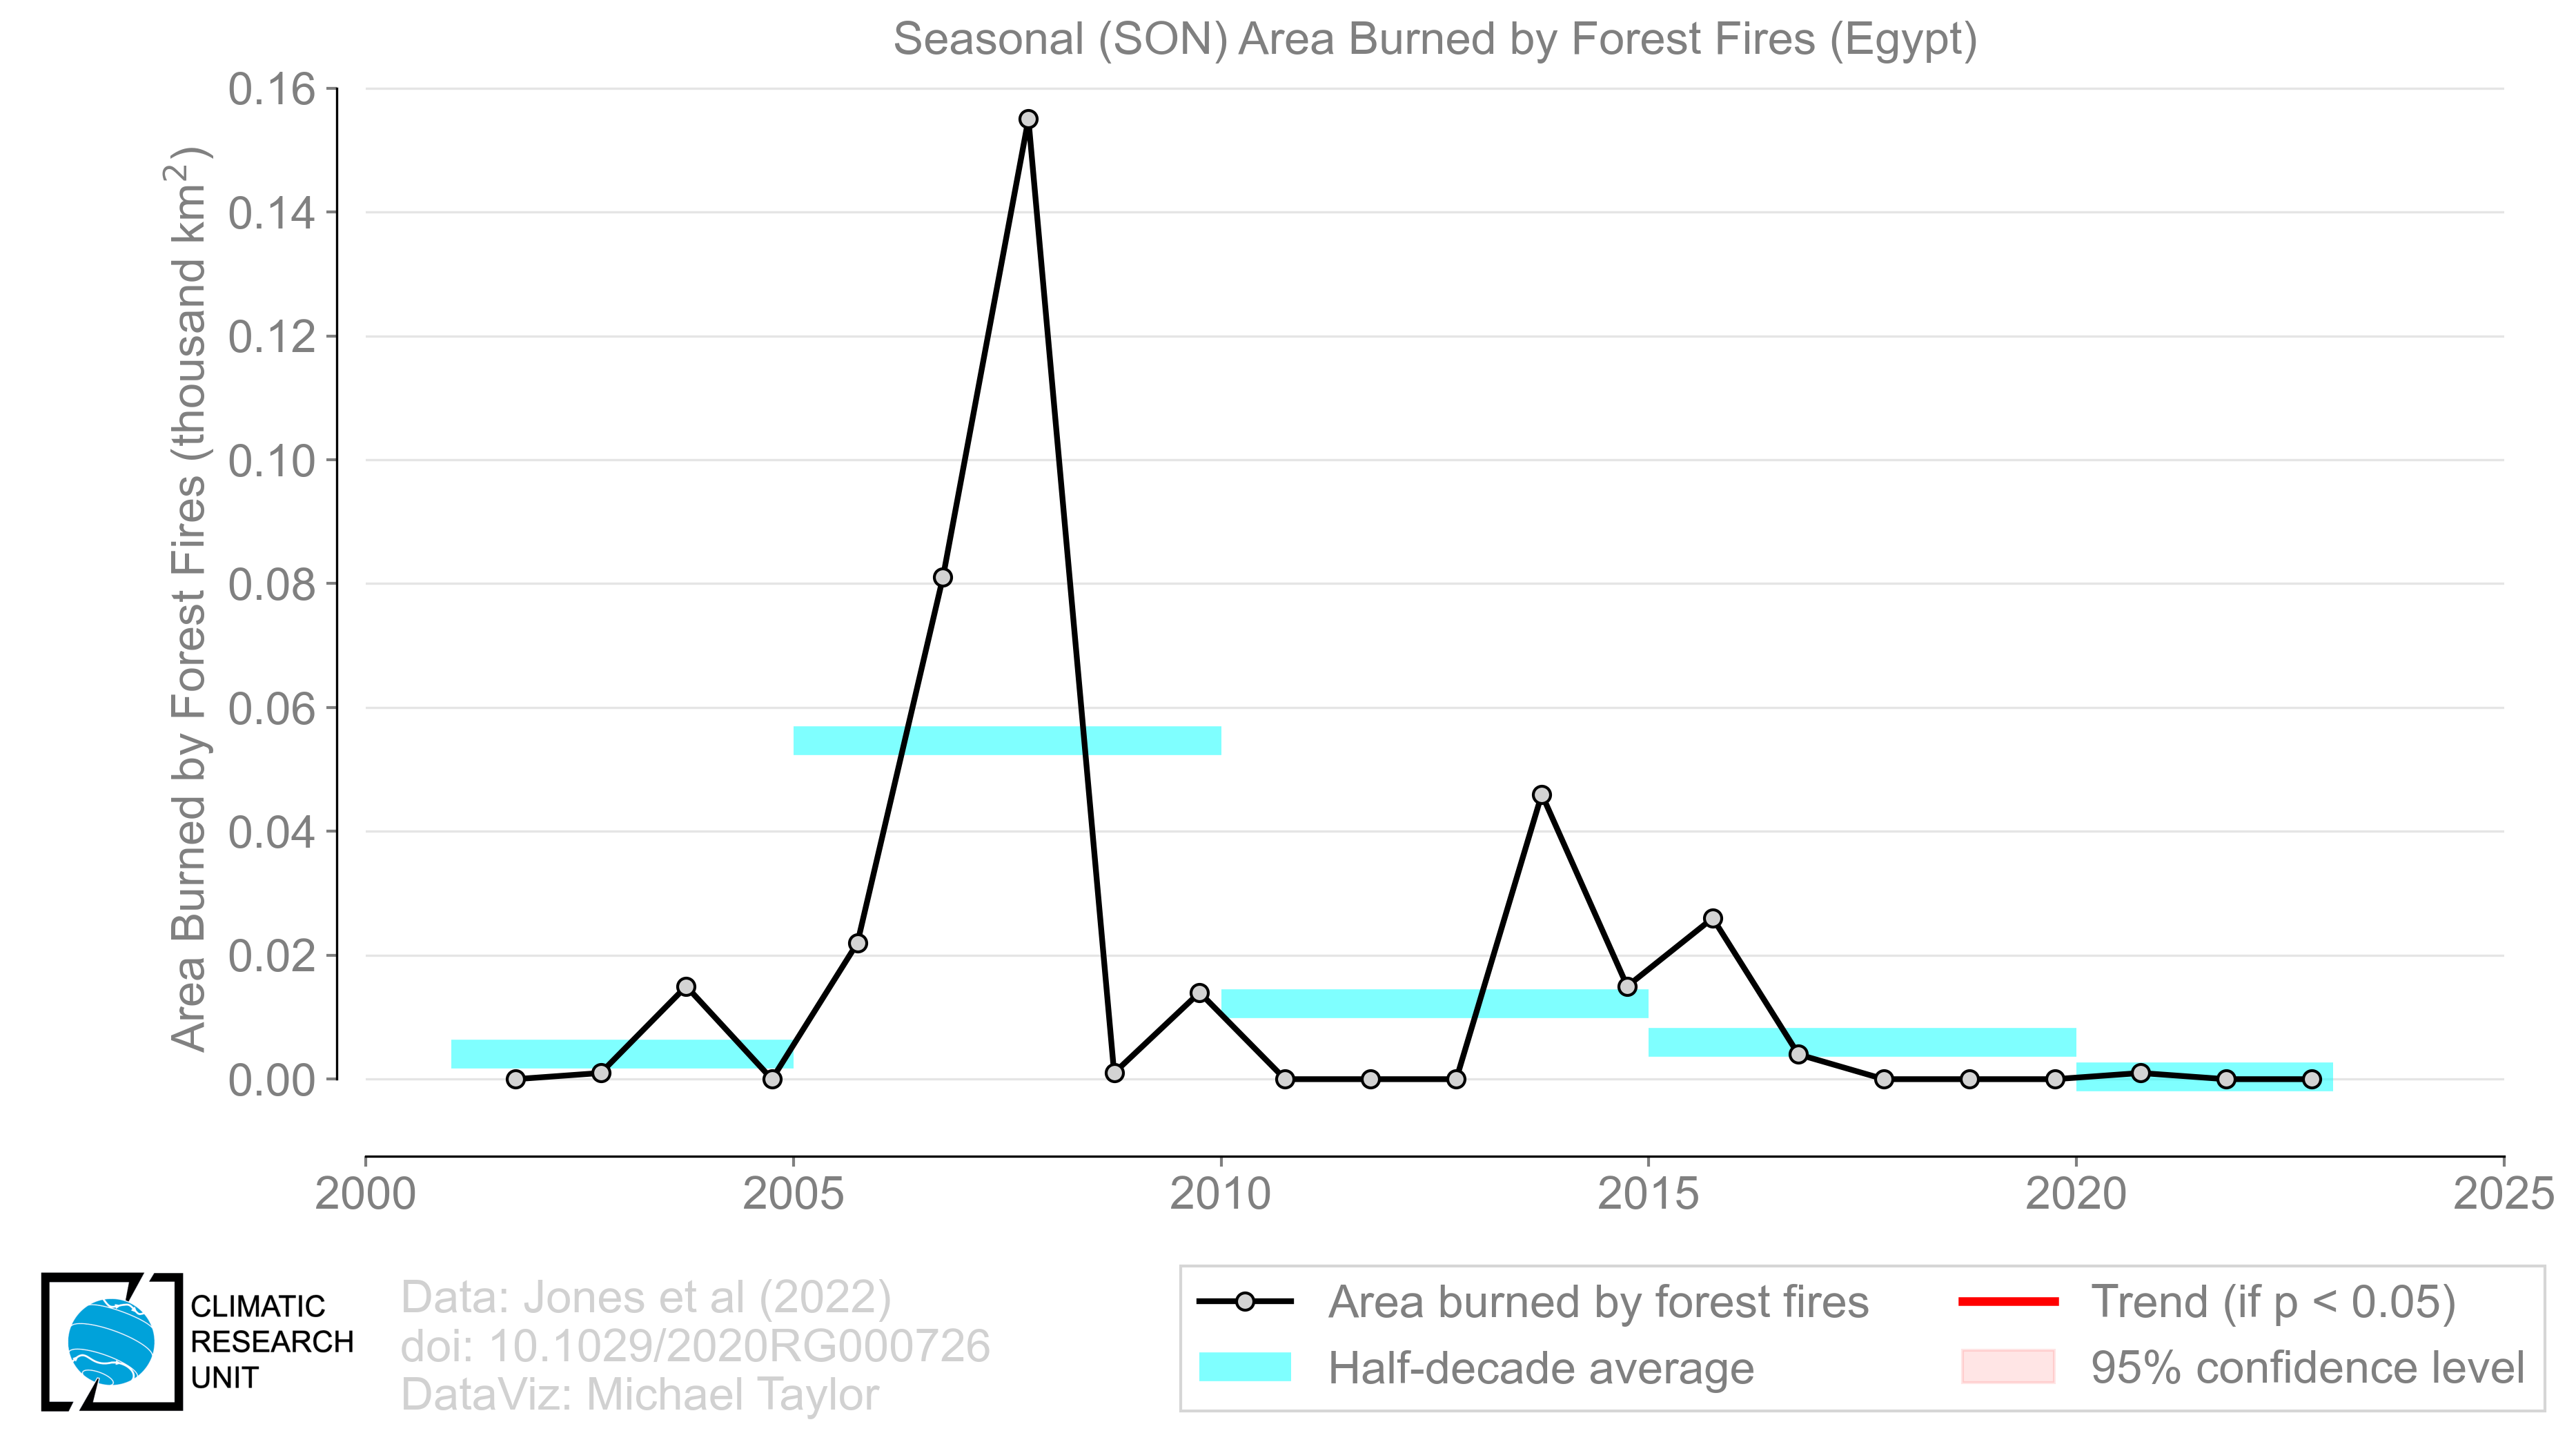 Seasonal (SON) Area Burned by Forest Fires (Egypt)
Area Burned by Forest Fires (thousand km²)
0.16
0.14
0.12
0.10
0.08
0.06
0.04
0.02
0.00
2000 2005 2010 2015 2020 2025
CLIMATIC
RESEARCH
UNIT
Data: Jones et al (2022)
doi: 10.1029/2020RG000726
DataViz: Michael Taylor
Area burned by forest fires
Half-decade average
Trend (if p < 0.05)
95% confidence level